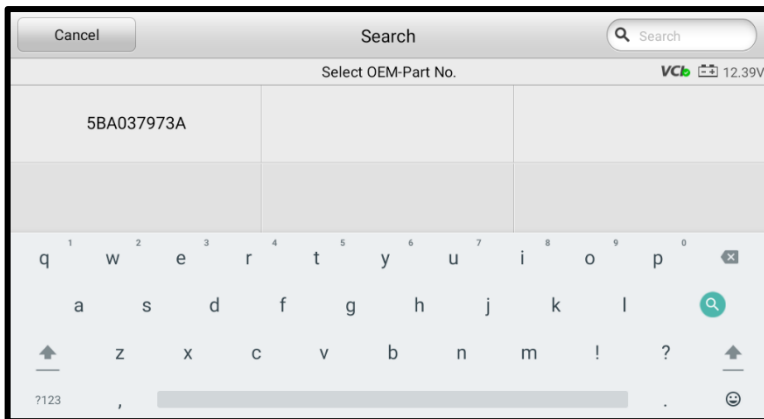 Cancel Search Search
Select OEM-Part No. VCI 12.39V
5BA037973A
1 2 3 4 5 6 7 8 9 0
q w e r t y u i o p
a s d f g h j k l
z x c v b n m ! ?
?123 , .